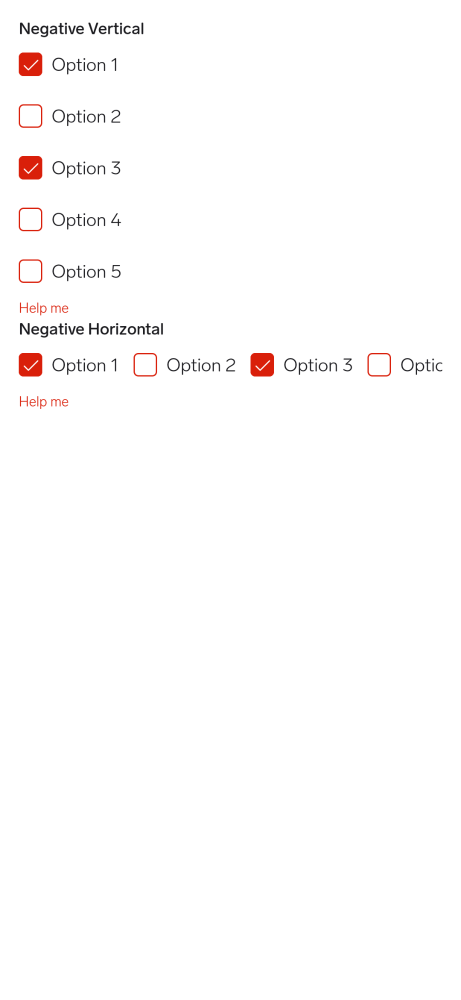 Negative Vertical
Option 1
Option 2
Option 3
Option 4
Option 5
Help me
Negative Horizontal
Option 1 Option 2 Option 3 Optic
Help me